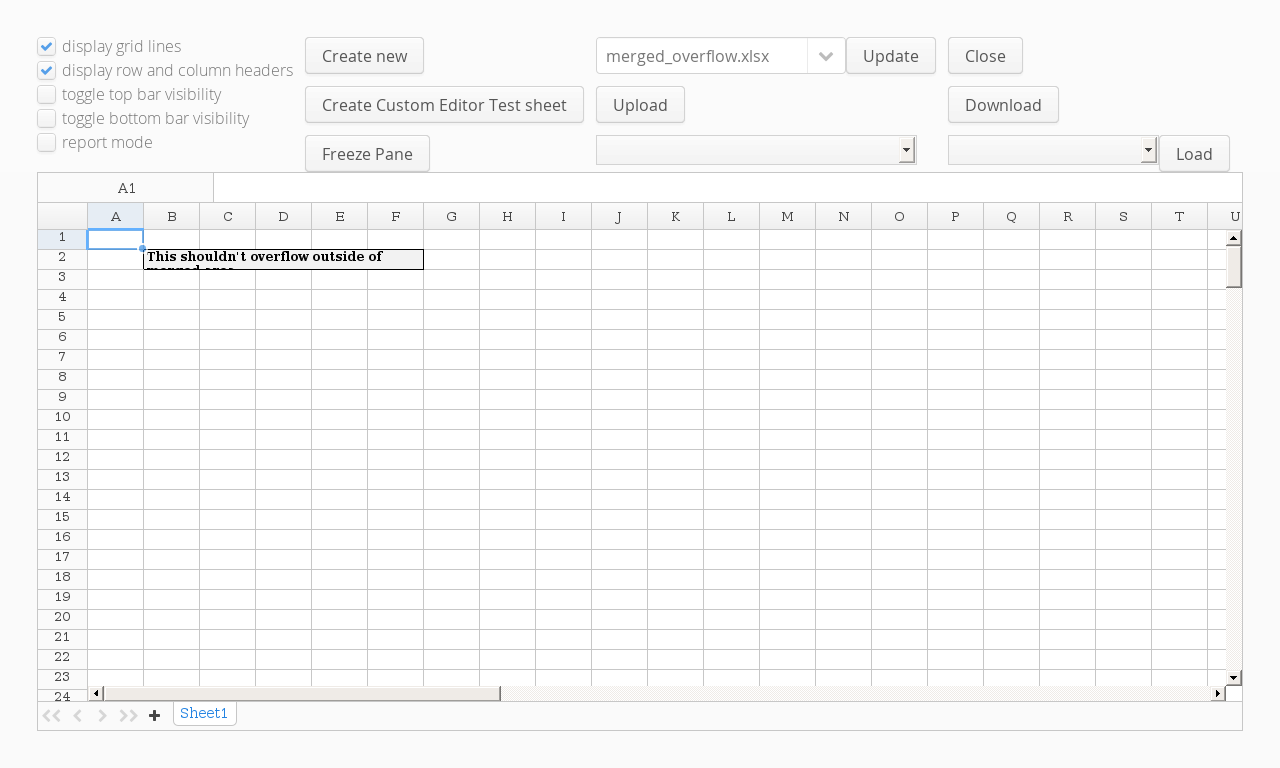 display grid lines
display row and column headers
toggle top bar visibility
toggle bottom bar visibility
report mode
Create new
merged_overflow.xlsx
Update
Close
Create Custom Editor Test sheet
Upload
Download
Freeze Pane
Load
A1
A B C D E F G H I J K L M N O P Q R S T U
1
2
This shouldn't overflow outside of
3
4
5
6
7
8
9
10
11
12
13
14
15
16
17
18
19
20
21
22
23
24
Sheet1